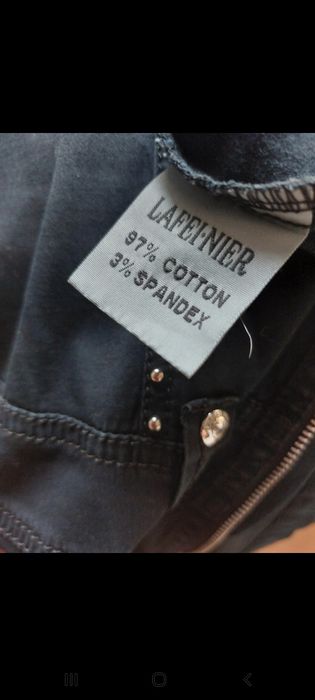 LAFEI-NIER
97% COTTON
3% SPANDEX